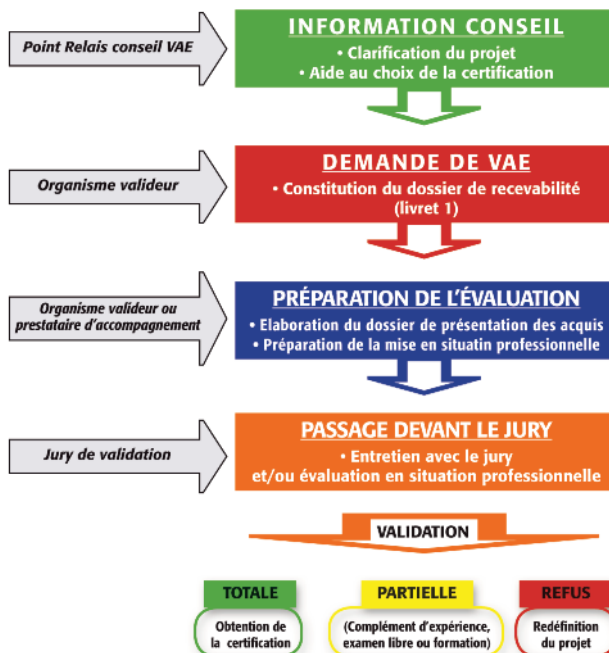 Point Relais conseil VAE
INFORMATION CONSEIL
• Clarification du projet
• Aide au choix de la certification
Organisme valideur
DEMANDE DE VAE
• Constitution du dossier de recevabilité
(livret 1)
Organisme valideur ou
prestataire d'accompagnement
PRÉPARATION DE L'ÉVALUATION
• Elaboration du dossier de présentation des acquis
• Préparation de la mise en situatin professionnelle
Jury de validation
PASSAGE DEVANT LE JURY
• Entretien avec le jury
et/ou évaluation en situation professionnelle
VALIDATION
TOTALE
Obtention de
la certification
PARTIELLE
(Complément d'expérience,
examen libre ou formation)
REFUS
Redéfinition
du projet